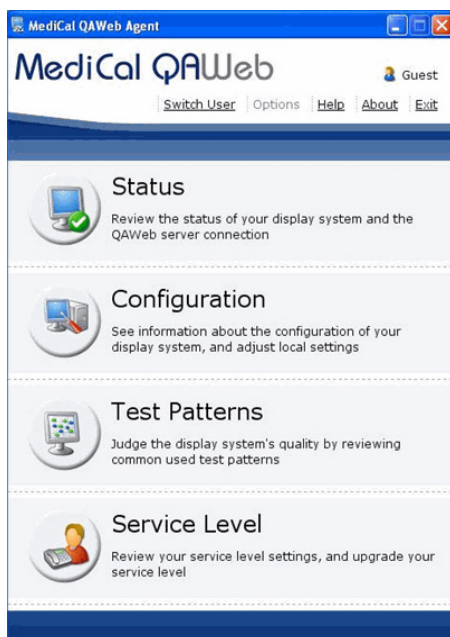 MediCal QAWeb Agent
MediCal QAWeb
Guest
Switch User Options Help About Exit
Status
Review the status of your display system and the
QAWeb server connection
Configuration
See information about the configuration of your
display system, and adjust local settings
Test Patterns
Judge the display system's quality by reviewing
common used test patterns
Service Level
Review your service level settings, and upgrade your
service level